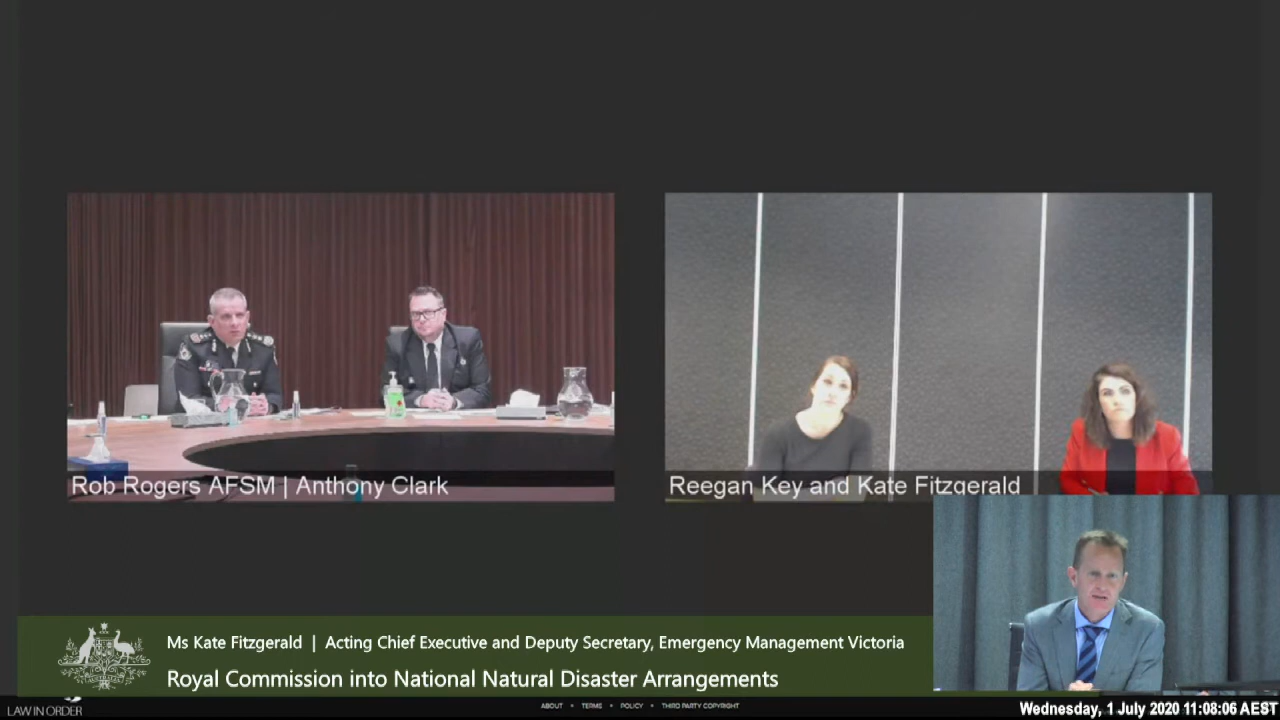 Rob Rogers AFSM | Anthony Clark
Reegan Key and Kate Fitzgerald
Ms Kate Fitzgerald | Acting Chief Executive and Deputy Secretary, Emergency Management Victoria
Royal Commission into National Natural Disaster Arrangements
LAW IN ORDER
ABOUT • TERMS • POLICY • THIRD PARTY COPYRIGHT
Wednesday, 1 July 2020 11:08:06 AEST